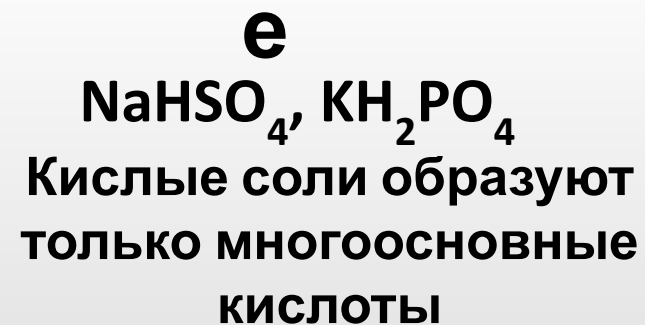 е
NaHSO4, KH2PO4
Кислые соли образуют
только многоосновные
кислоты